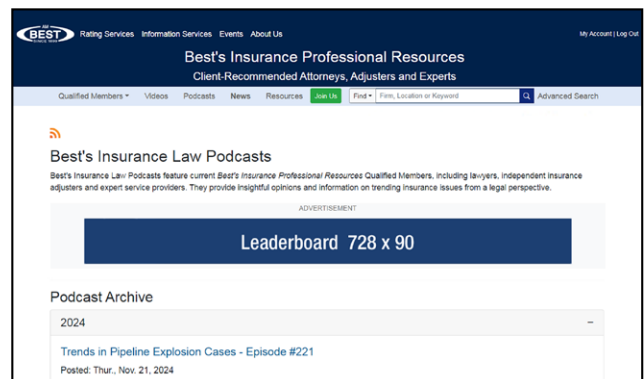 AM
BEST
SINCE 1899
Rating Services Information Services Events About Us
My Account | Log Out
Best's Insurance Professional Resources
Client-Recommended Attorneys, Adjusters and Experts
Qualified Members Videos Podcasts News Resources Join Us Find Firm, Location or Keyword Advanced Search
Best's Insurance Law Podcasts
Best's Insurance Law Podcasts feature current Best's Insurance Professional Resources Qualified Members, including lawyers, independent insurance
adjusters and expert service providers. They provide insightful opinions and information on trending insurance issues from a legal perspective.
ADVERTISEMENT
Leaderboard 728 x 90
Podcast Archive
2024 −
Trends in Pipeline Explosion Cases - Episode #221
Posted: Thur., Nov. 21, 2024